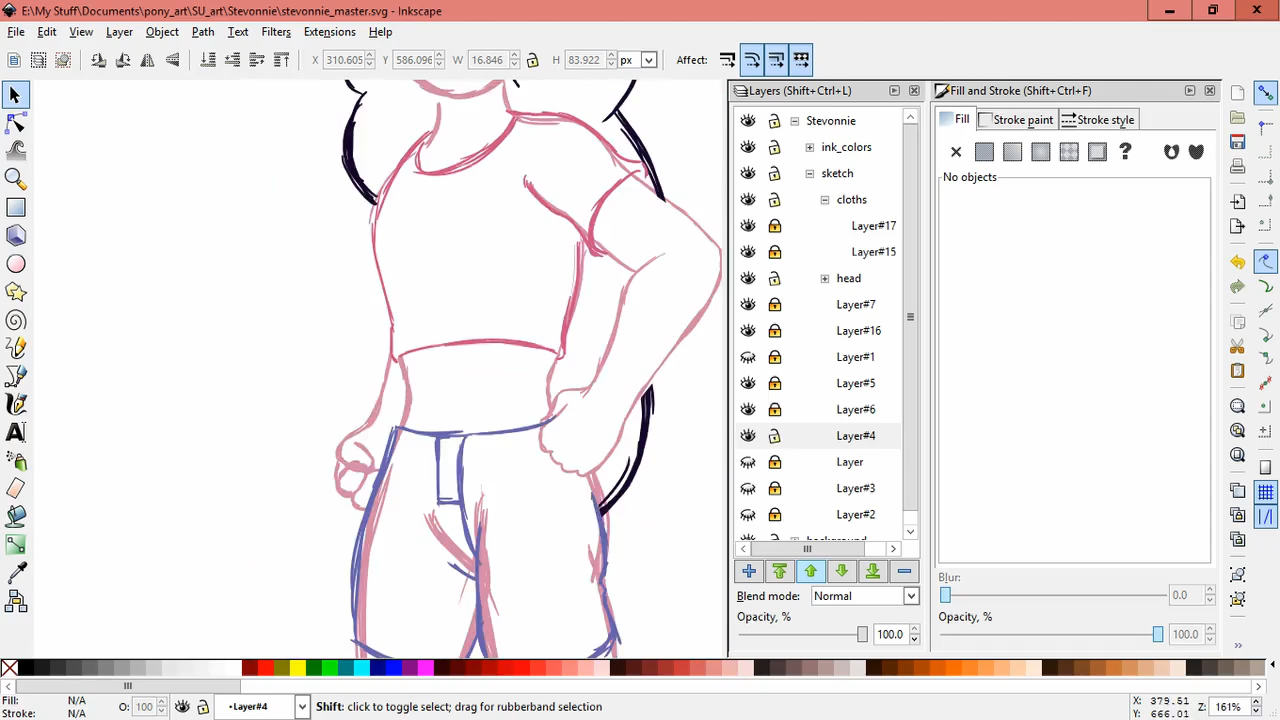 E:\My Stuff\Documents\pony_art\SU_art\Stevonnie\stevonnie_master.svg - Inkscape
File Edit View Layer Object Path Text Filters Extensions Help
X 310.605 Y 586.096 W 16.846 H 83.922 px Affect:
Layers (Shift+Ctrl+L)
Stevonnie
ink_colors
sketch
cloths
Layer#17
Layer#15
head
Layer#7
Layer#16
Layer#1
Layer#5
Layer#6
Layer#4
Layer
Layer#3
Layer#2
Blend mode: Normal
Opacity, %
100.0
Fill and Stroke (Shift+Ctrl+F)
Fill Stroke paint Stroke style
No objects
Blur:
0.0
Opacity, %
100.0
Fill: N/A
Stroke: N/A
O: 100
•Layer#4
Shift: click to toggle select; drag for rubberband selection
X: 379.51
Y: 666.01
Z: 161%